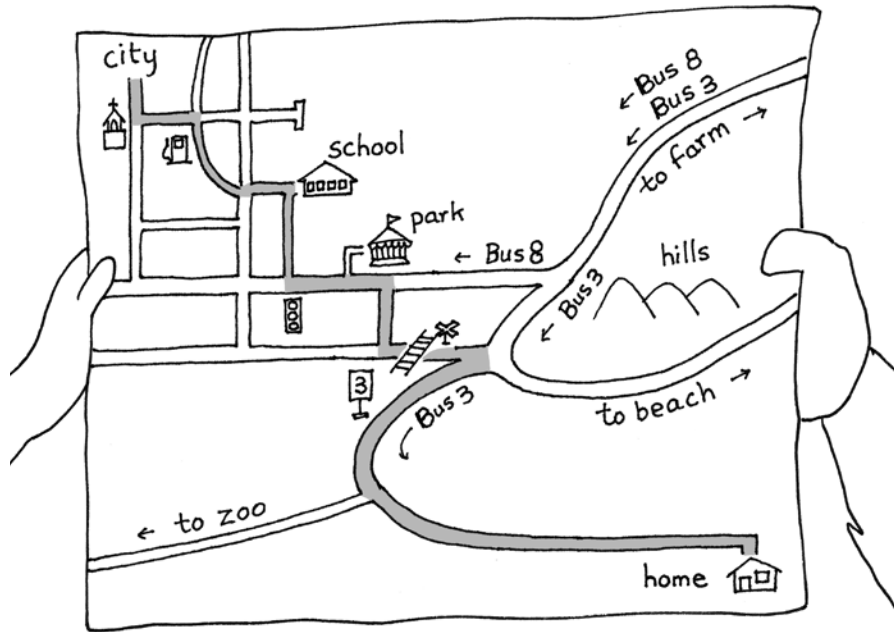 city
← Bus 8
↙ Bus 3
to farm →
school
park
← Bus 8
hills
↙ Bus 3
3
Bus 3
to beach →
← to zoo
home